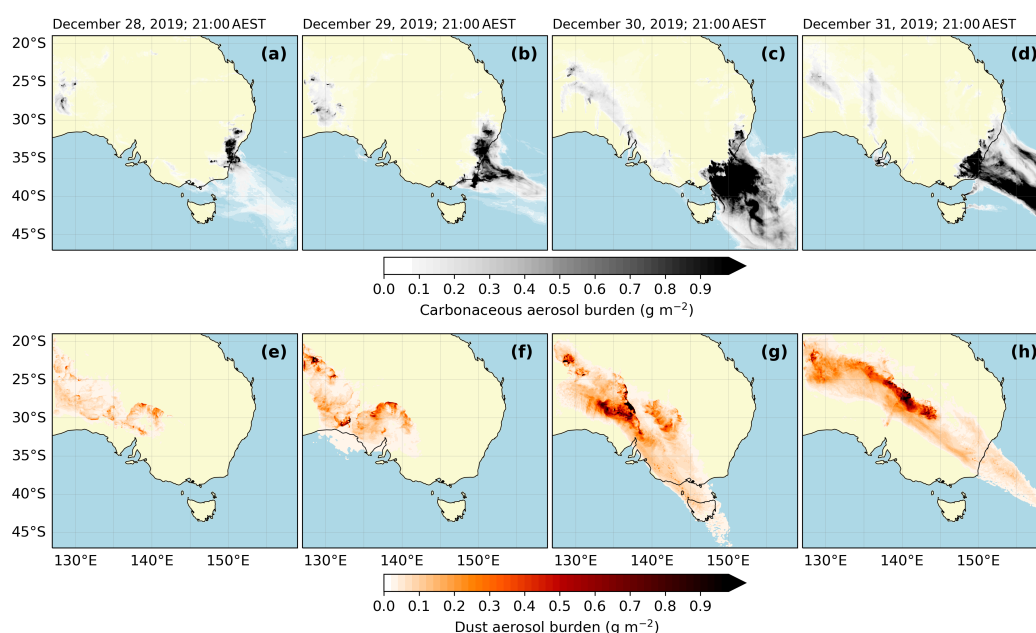 December 28, 2019; 21:00 AEST
December 29, 2019; 21:00 AEST
December 30, 2019; 21:00 AEST
December 31, 2019; 21:00 AEST
20°S
25°S
30°S
35°S
40°S
45°S
(a)
(b)
(c)
(d)
0.0 0.1 0.2 0.3 0.4 0.5 0.6 0.7 0.8 0.9
Carbonaceous aerosol burden (g m⁻²)
20°S
25°S
30°S
35°S
40°S
45°S
(e)
(f)
(g)
(h)
130°E 140°E 150°E
130°E 140°E 150°E
130°E 140°E 150°E
130°E 140°E 150°E
0.0 0.1 0.2 0.3 0.4 0.5 0.6 0.7 0.8 0.9
Dust aerosol burden (g m⁻²)